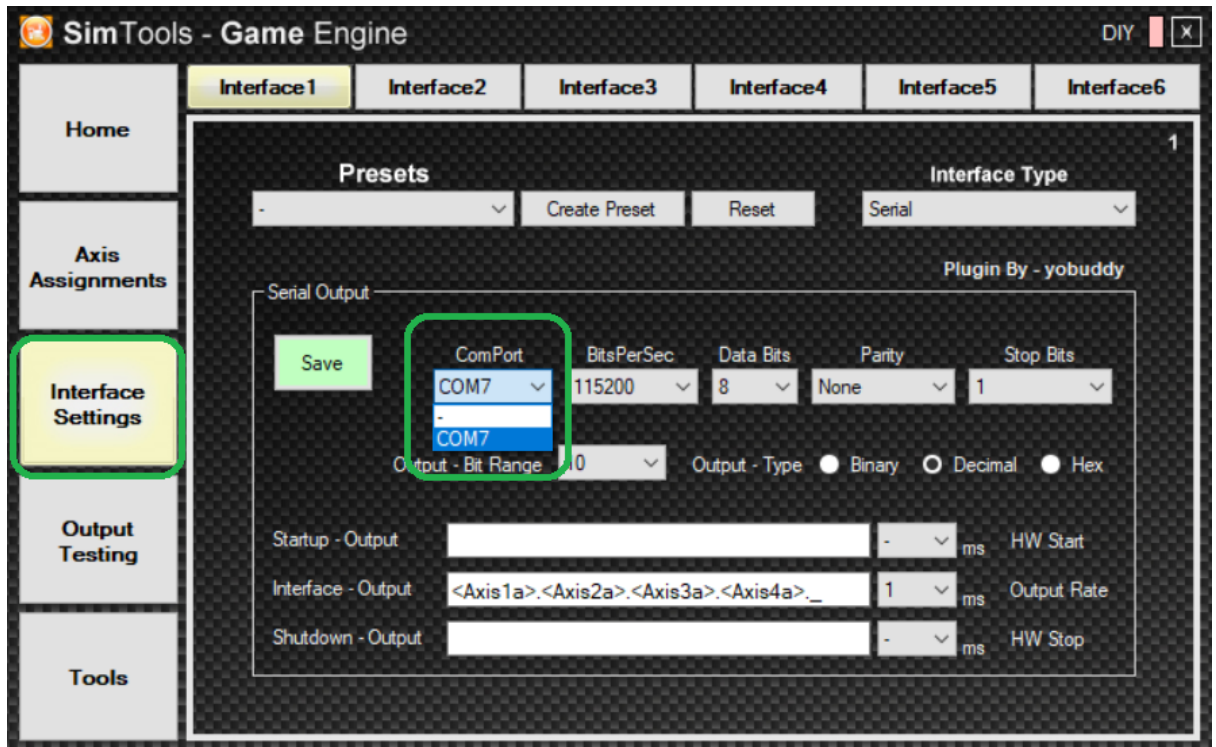 SimTools - Game Engine
DIY
X
Home
Axis
Assignments
Interface
Settings
Output
Testing
Tools
Interface1
Interface2
Interface3
Interface4
Interface5
Interface6
1
Presets
Interface Type
-
Create Preset
Reset
Serial
Plugin By - yobuddy
Serial Output
Save
ComPort
BitsPerSec
Data Bits
Parity
Stop Bits
COM7
115200
8
None
1
-
COM7
Output - Bit Range
10
Output - Type
Binary
Decimal
Hex
Startup - Output
-
ms
HW Start
Interface - Output
<Axis1a>.<Axis2a>.<Axis3a>.<Axis4a>._
1
ms
Output Rate
Shutdown - Output
-
ms
HW Stop